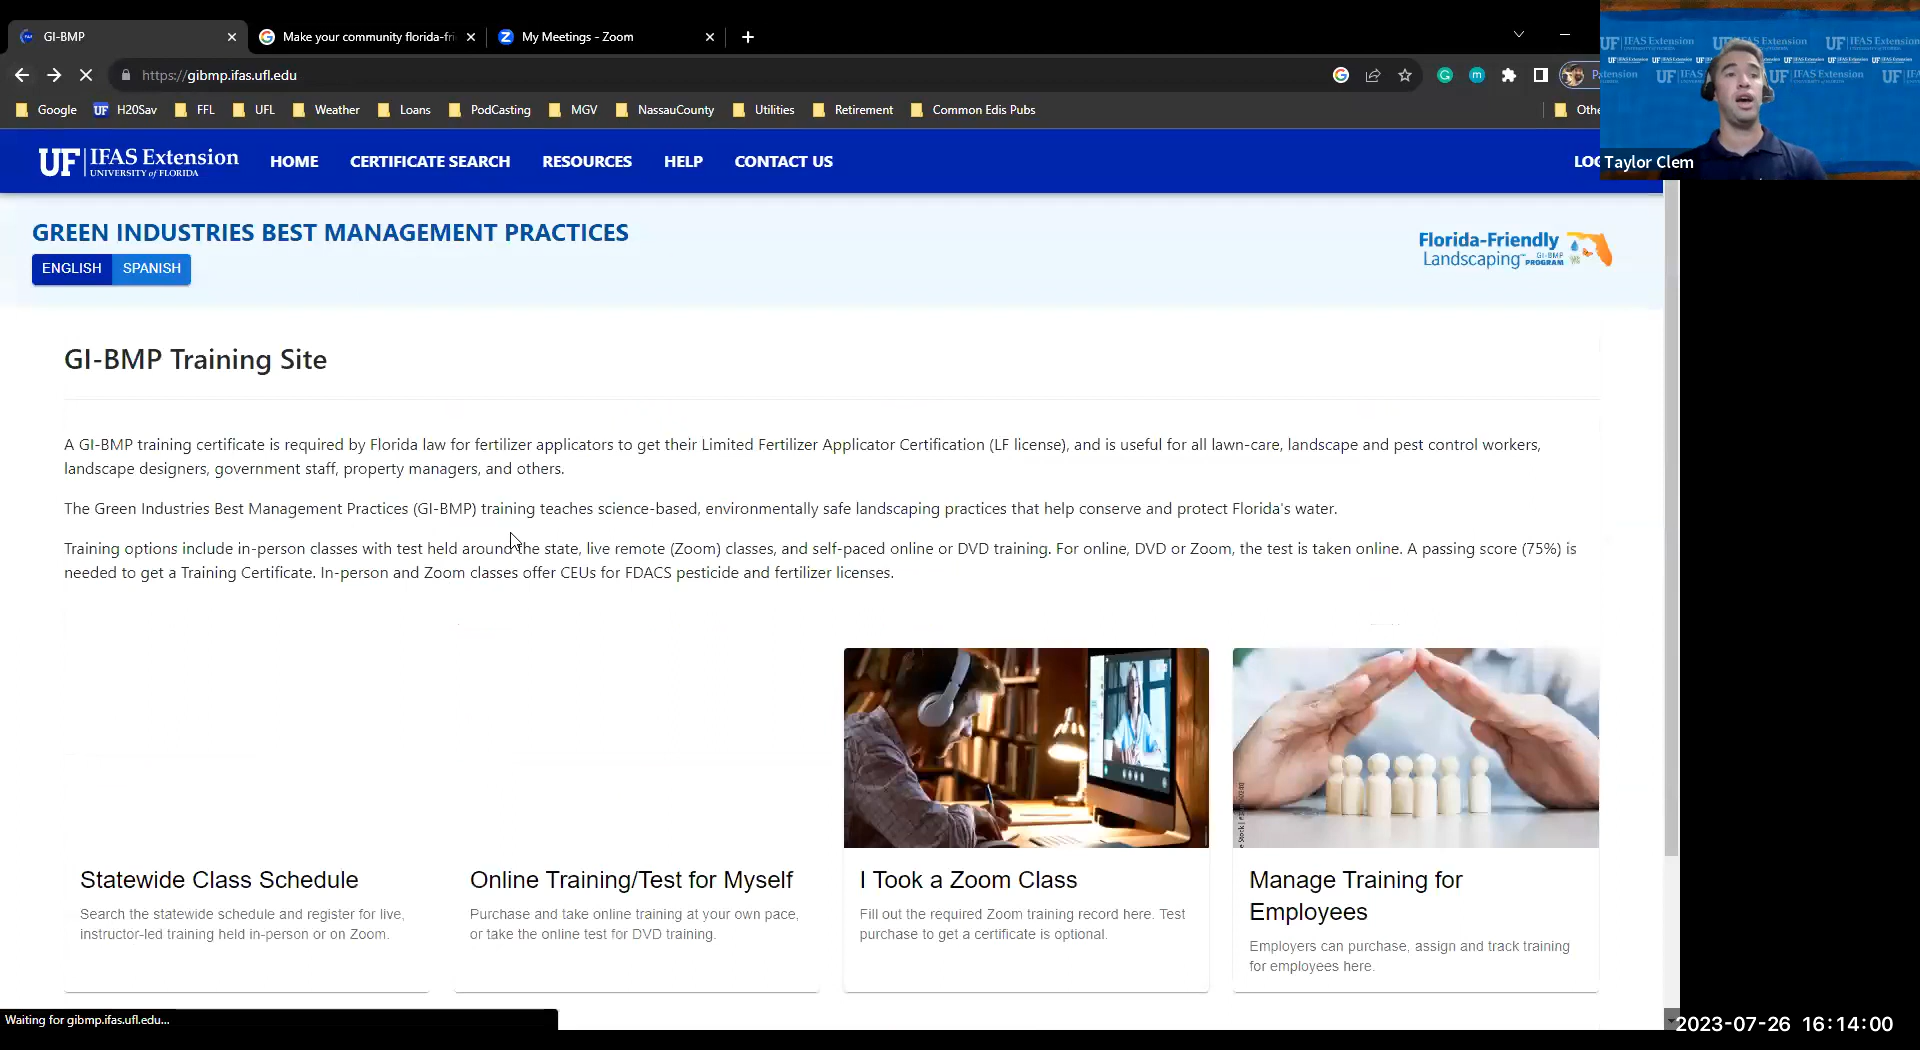 GI-BMP
Make your community florida-fri
My Meetings - Zoom
https://gibmp.ifas.ufl.edu
Google
UF H20Sav
FFL
UFL
Weather
Loans
PodCasting
MGV
NassauCounty
Utilities
Retirement
Common Edis Pubs
UF IFAS Extension
UNIVERSITY of FLORIDA
HOME
CERTIFICATE SEARCH
RESOURCES
HELP
CONTACT US
Taylor Clem
GREEN INDUSTRIES BEST MANAGEMENT PRACTICES
ENGLISH
SPANISH
Florida-Friendly
Landscaping™ GI-BMP PROGRAM
GI-BMP Training Site
A GI-BMP training certificate is required by Florida law for fertilizer applicators to get their Limited Fertilizer Applicator Certification (LF license), and is useful for all lawn-care, landscape and pest control workers,
landscape designers, government staff, property managers, and others.
The Green Industries Best Management Practices (GI-BMP) training teaches science-based, environmentally safe landscaping practices that help conserve and protect Florida's water.
Training options include in-person classes with test held around the state, live remote (Zoom) classes, and self-paced online or DVD training. For online, DVD or Zoom, the test is taken online. A passing score (75%) is
needed to get a Training Certificate. In-person and Zoom classes offer CEUs for FDACS pesticide and fertilizer licenses.
Statewide Class Schedule
Search the statewide schedule and register for live,
instructor-led training held in-person or on Zoom.
Online Training/Test for Myself
Purchase and take online training at your own pace,
or take the online test for DVD training.
I Took a Zoom Class
Fill out the required Zoom training record here. Test
purchase to get a certificate is optional.
Manage Training for
Employees
Employers can purchase, assign and track training
for employees here.
Waiting for gibmp.ifas.ufl.edu...
2023-07-26 16:14:00